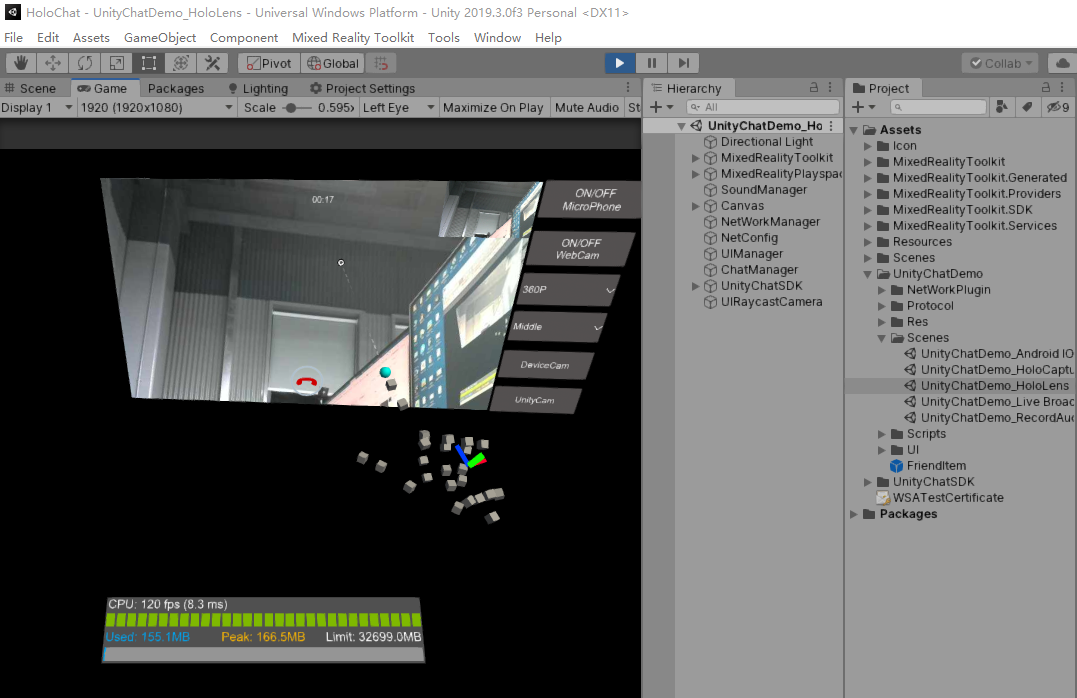 HoloChat - UnityChatDemo_HoloLens - Universal Windows Platform - Unity 2019.3.0f3 Personal <DX11>
File Edit Assets GameObject Component Mixed Reality Toolkit Tools Window Help
Pivot Global Collab
Scene Game Packages Lighting Project Settings
Display 1 1920 (1920x1080) Scale 0.595x Left Eye Maximize On Play Mute Audio St
00:17
ON/OFF
MicroPhone
ON/OFF
WebCam
360P
Middle
DeviceCam
UnityCam
CPU: 120 fps (8.3 ms)
Used: 155.1MB Peak: 166.5MB Limit: 32699.0MB
Hierarchy
All
UnityChatDemo_Ho
Directional Light
MixedRealityToolkit
MixedRealityPlayspac
SoundManager
Canvas
NetWorkManager
NetConfig
UIManager
ChatManager
UnityChatSDK
UIRaycastCamera
Project
9
Assets
Icon
MixedRealityToolkit
MixedRealityToolkit.Generated
MixedRealityToolkit.Providers
MixedRealityToolkit.SDK
MixedRealityToolkit.Services
Resources
Scenes
UnityChatDemo
NetWorkPlugin
Protocol
Res
Scenes
UnityChatDemo_Android IO
UnityChatDemo_HoloCaptu
UnityChatDemo_HoloLens
UnityChatDemo_Live Broac
UnityChatDemo_RecordAu
Scripts
UI
FriendItem
UnityChatSDK
WSATestCertificate
Packages